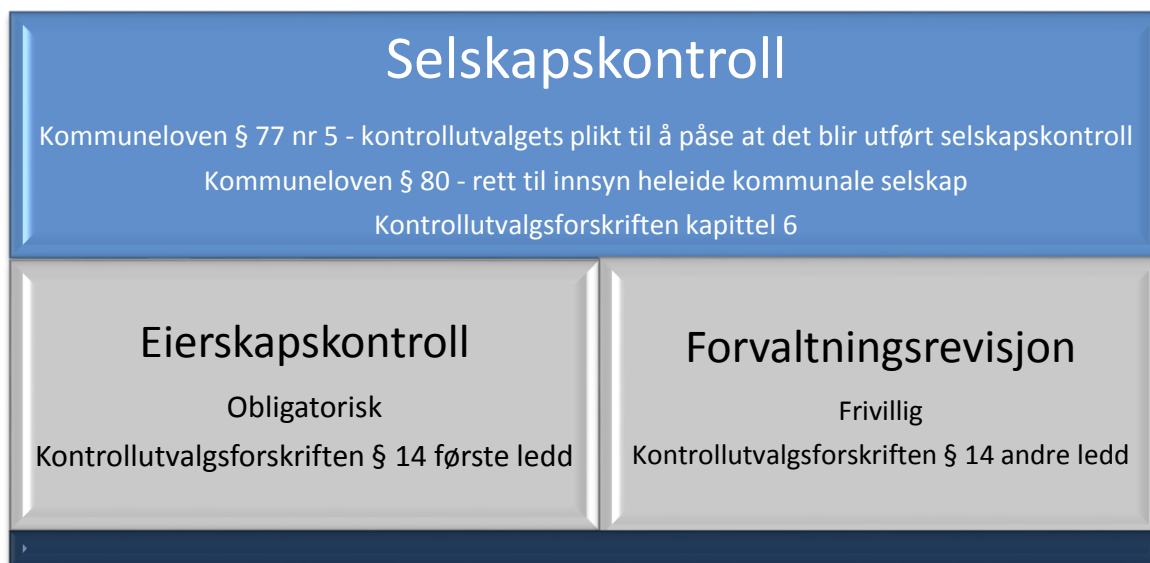 Selskapskontroll
Kommuneloven § 77 nr 5 - kontrollutvalgets plikt til å påse at det blir utført selskapskontroll
Kommuneloven § 80 - rett til innsyn heleide kommunale selskap
Kontrollutvalgsforskriften kapittel 6
Eierskapskontroll
Obligatorisk
Kontrollutvalgsforskriften § 14 første ledd
Forvaltningsrevisjon
Frivillig
Kontrollutvalgsforskriften § 14 andre ledd